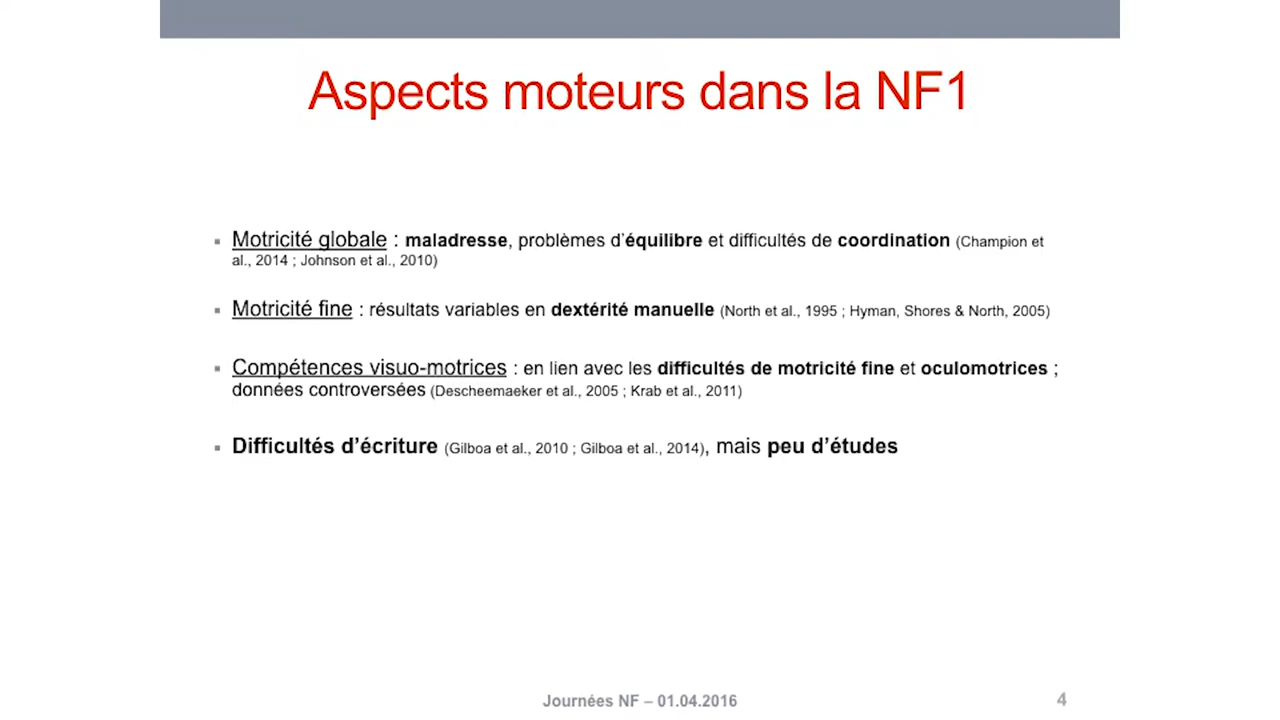 Aspects moteurs dans la NF1
▪ Motricité globale : maladresse, problèmes d'équilibre et difficultés de coordination (Champion et
al., 2014 ; Johnson et al., 2010)
▪ Motricité fine : résultats variables en dextérité manuelle (North et al., 1995 ; Hyman, Shores & North, 2005)
▪ Compétences visuo-motrices : en lien avec les difficultés de motricité fine et oculomotrices ;
données controversées (Descheemaeker et al., 2005 ; Krab et al., 2011)
▪ Difficultés d'écriture (Gilboa et al., 2010 ; Gilboa et al., 2014), mais peu d'études
Journées NF – 01.04.2016
4